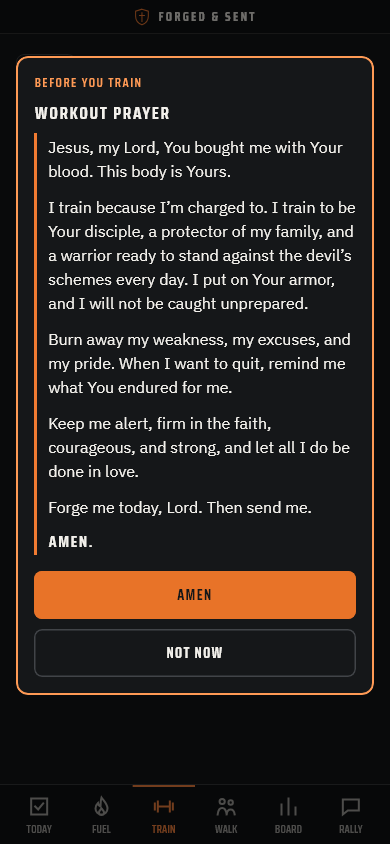 FORGED & SENT
BEFORE YOU TRAIN
WORKOUT PRAYER
Jesus, my Lord, You bought me with Your
blood. This body is Yours.
I train because I’m charged to. I train to be
Your disciple, a protector of my family, and
a warrior ready to stand against the devil’s
schemes every day. I put on Your armor,
and I will not be caught unprepared.
Burn away my weakness, my excuses, and
my pride. When I want to quit, remind me
what You endured for me.
Keep me alert, firm in the faith,
courageous, and strong, and let all I do be
done in love.
Forge me today, Lord. Then send me.
AMEN.
AMEN
NOT NOW
TODAY FUEL TRAIN WALK BOARD RALLY